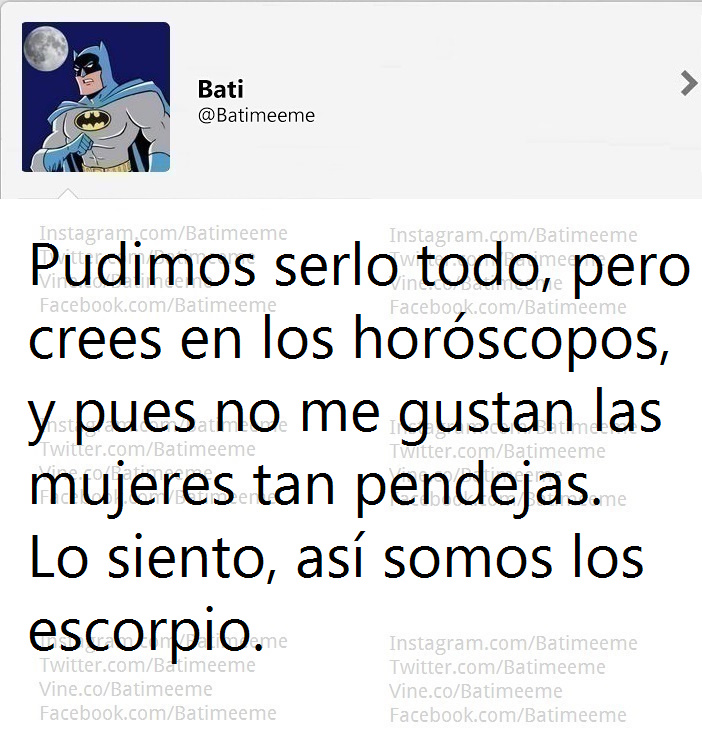 Bati
@Batimeeme
Instagram.com/Batimeeme Instagram.com/Batimeeme
Twitter.com/Batimeeme Twitter.com/Batimeeme
Vine.co/Batimeeme Vine.co/Batimeeme
Facebook.com/Batimeeme Facebook.com/Batimeeme
Pudimos serlo todo, pero
crees en los horóscopos,
y pues no me gustan las
mujeres tan pendejas.
Lo siento, así somos los
escorpio.
Instagram.com/Batimeeme Instagram.com/Batimeeme
Twitter.com/Batimeeme Twitter.com/Batimeeme
Vine.co/Batimeeme Vine.co/Batimeeme
Facebook.com/Batimeeme Facebook.com/Batimeeme
Instagram.com/Batimeeme Instagram.com/Batimeeme
Twitter.com/Batimeeme Twitter.com/Batimeeme
Vine.co/Batimeeme Vine.co/Batimeeme
Facebook.com/Batimeeme Facebook.com/Batimeeme